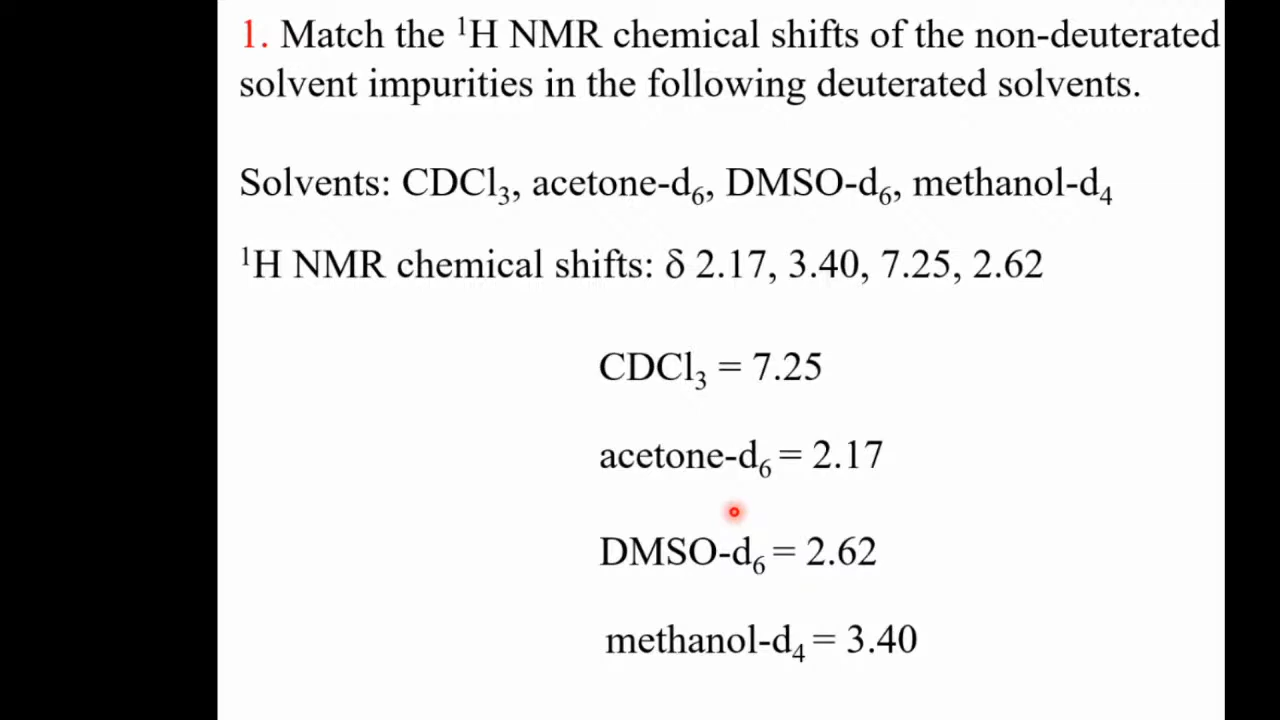 1. Match the ¹H NMR chemical shifts of the non-deuterated
solvent impurities in the following deuterated solvents.
Solvents: CDCl₃, acetone-d₆, DMSO-d₆, methanol-d₄
¹H NMR chemical shifts: δ 2.17, 3.40, 7.25, 2.62
CDCl₃ = 7.25
acetone-d₆ = 2.17
DMSO-d₆ = 2.62
methanol-d₄ = 3.40